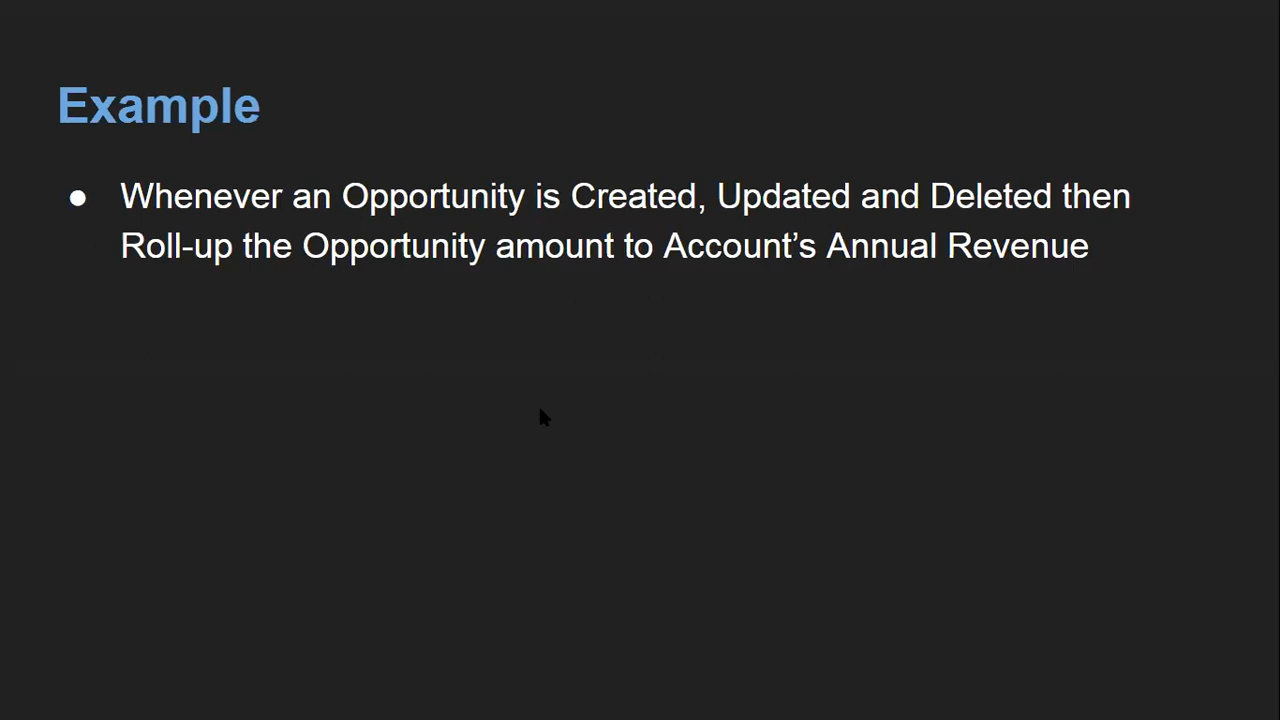 Example
● Whenever an Opportunity is Created, Updated and Deleted then
Roll-up the Opportunity amount to Account’s Annual Revenue